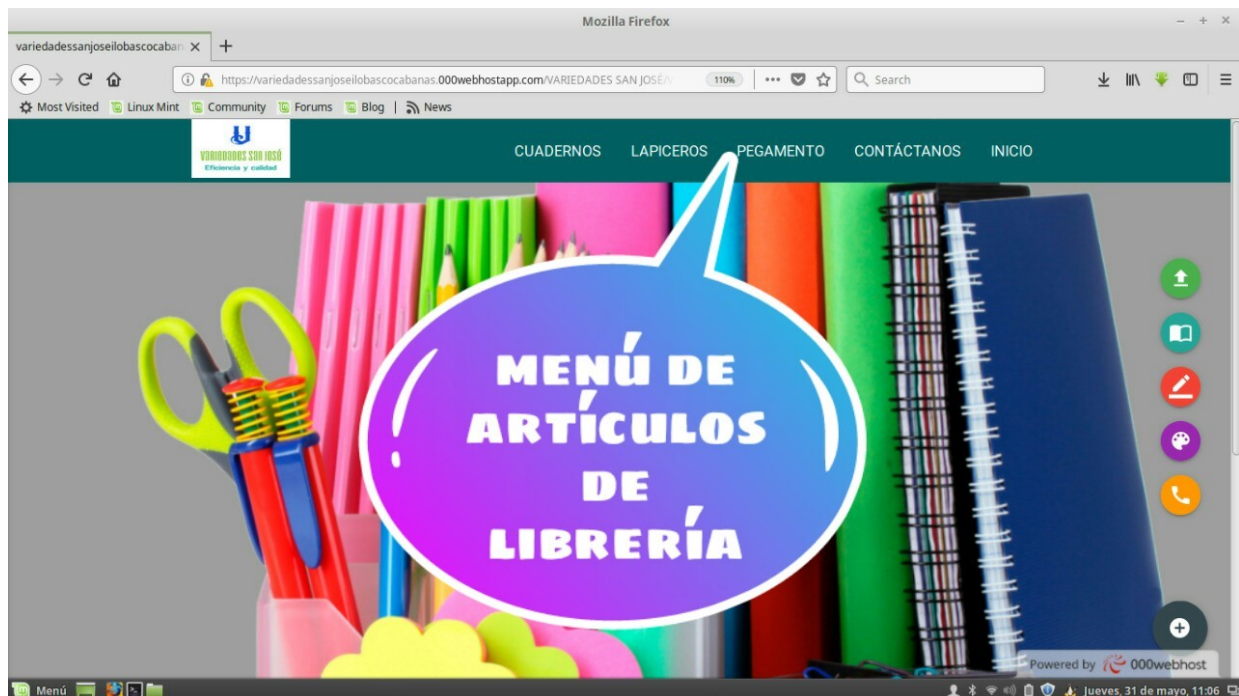 Mozilla Firefox
variedadessanjoseilobascocaban
https://variedadessanjoseilobascocabanas.000webhostapp.com/VARIEDADES SAN JOSÉ/
110%
Search
Most Visited Linux Mint Community Forums Blog News
VARIEDADES SAN JOSÉ
Eficiencia y calidad
CUADERNOS LAPICEROS PEGAMENTO CONTÁCTANOS INICIO
MENÚ DE
ARTÍCULOS
DE
LIBRERÍA
Powered by 000webhost
Menú
Jueves, 31 de mayo, 11:06